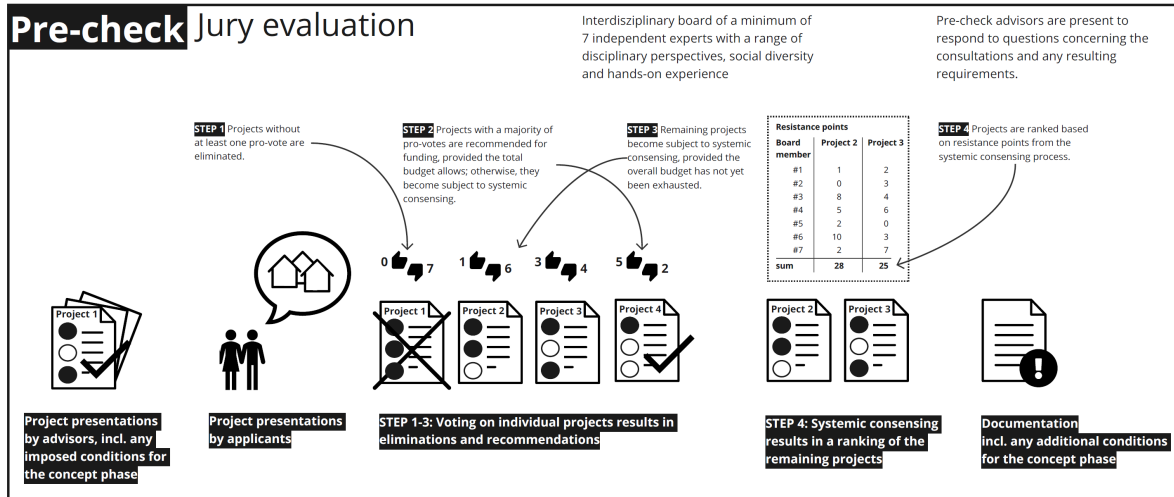 Pre-check Jury evaluation
Interdisciplinary board of a minimum of
7 independent experts with a range of
disciplinary perspectives, social diversity
and hands-on experience
Pre-check advisors are present to
respond to questions concerning the
consultations and any resulting
requirements.
STEP 1 Projects without
at least one pro-vote are
eliminated.
STEP 2 Projects with a majority of
pro-votes are recommended for
funding, provided the total
budget allows; otherwise, they
become subject to systemic
consensing.
STEP 3 Remaining projects
become subject to systemic
consensing, provided the
overall budget has not yet
been exhausted.
Resistance points
Board member Project 2 Project 3
#1 1 2
#2 0 3
#3 8 4
#4 5 6
#5 2 0
#6 10 3
#7 2 7
sum 28 25
STEP 4 Projects are ranked based
on resistance points from the
systemic consensing process.
0 7
1 6
3 4
5 2
Project 1
Project 1
Project 2
Project 3
Project 4
Project 2
Project 3
Project presentations
by advisors, incl. any
imposed conditions for
the concept phase
Project presentations
by applicants
STEP 1-3: Voting on individual projects results in
eliminations and recommendations
STEP 4: Systemic consensing
results in a ranking of the
remaining projects
Documentation
incl. any additional conditions
for the concept phase